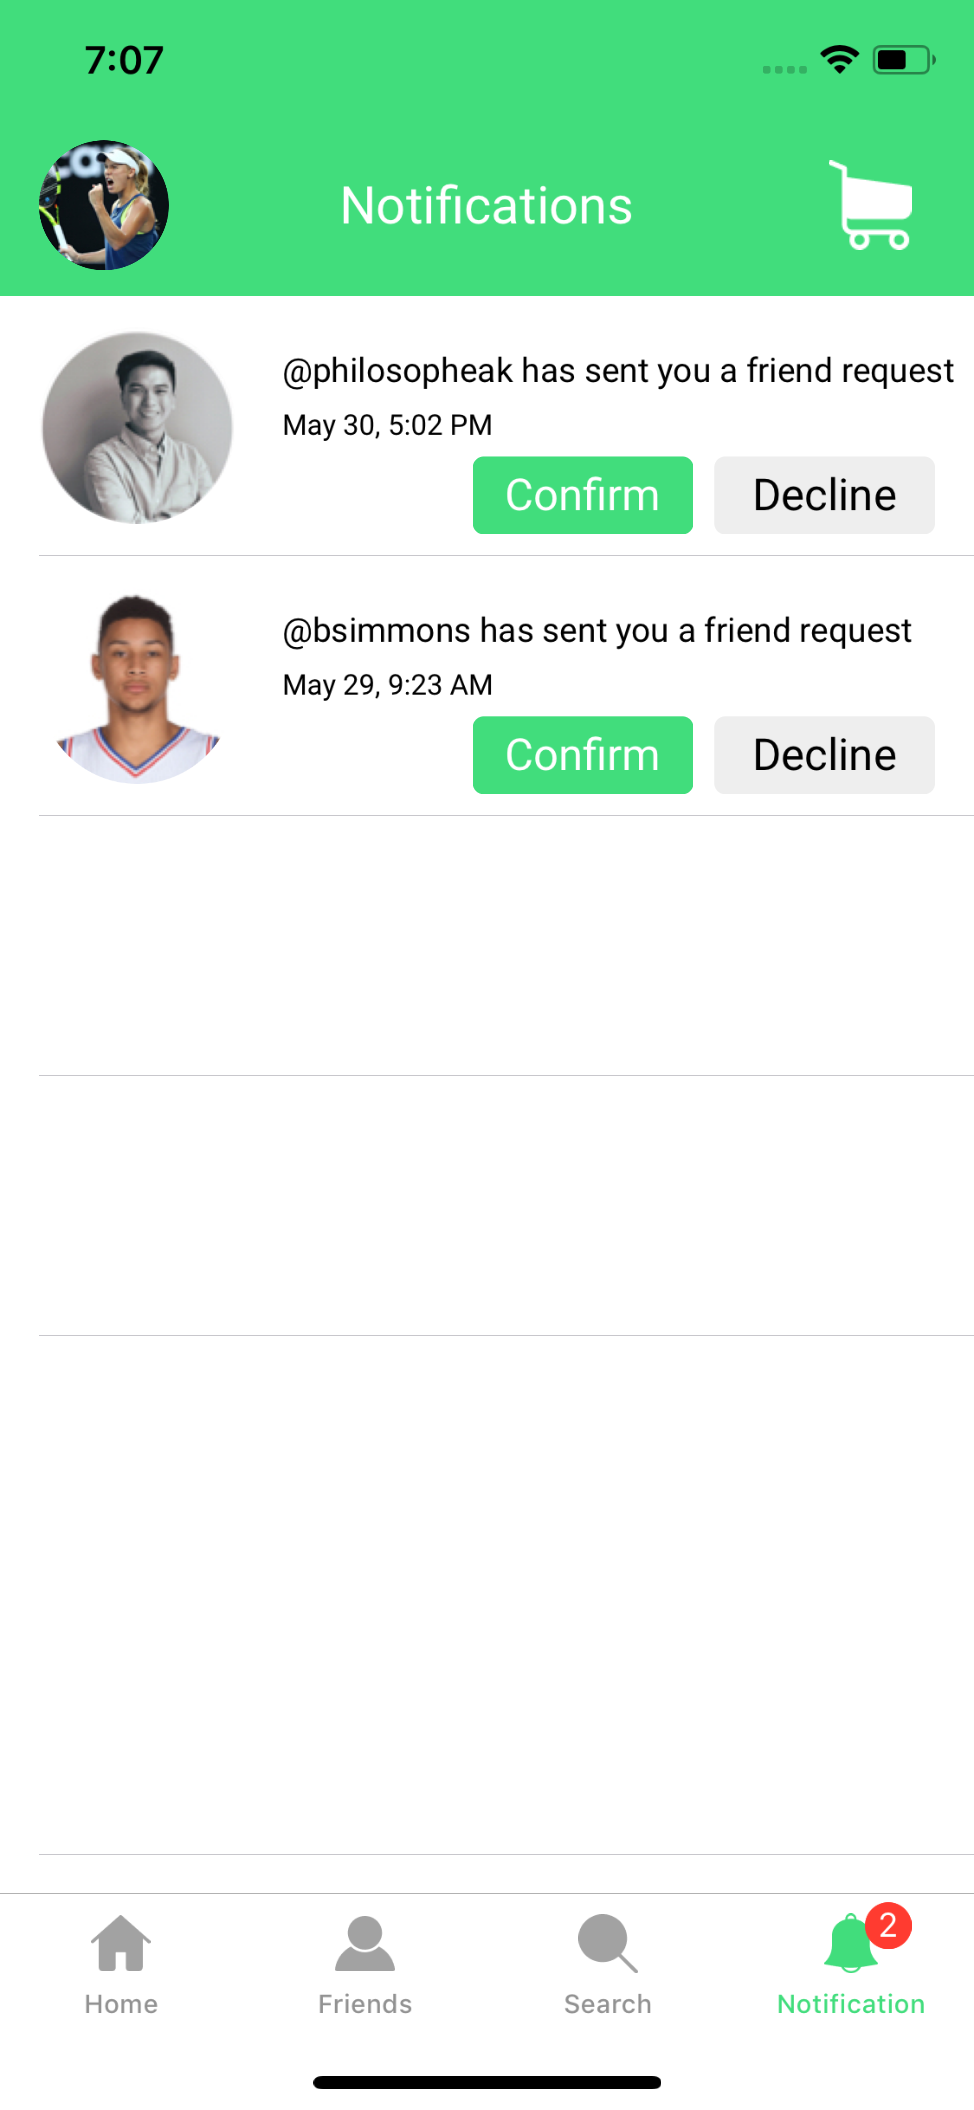 7:07
Notifications
@philosopheak has sent you a friend request
May 30, 5:02 PM
Confirm Decline
@bsimmons has sent you a friend request
May 29, 9:23 AM
Confirm Decline
2
Home Friends Search Notification